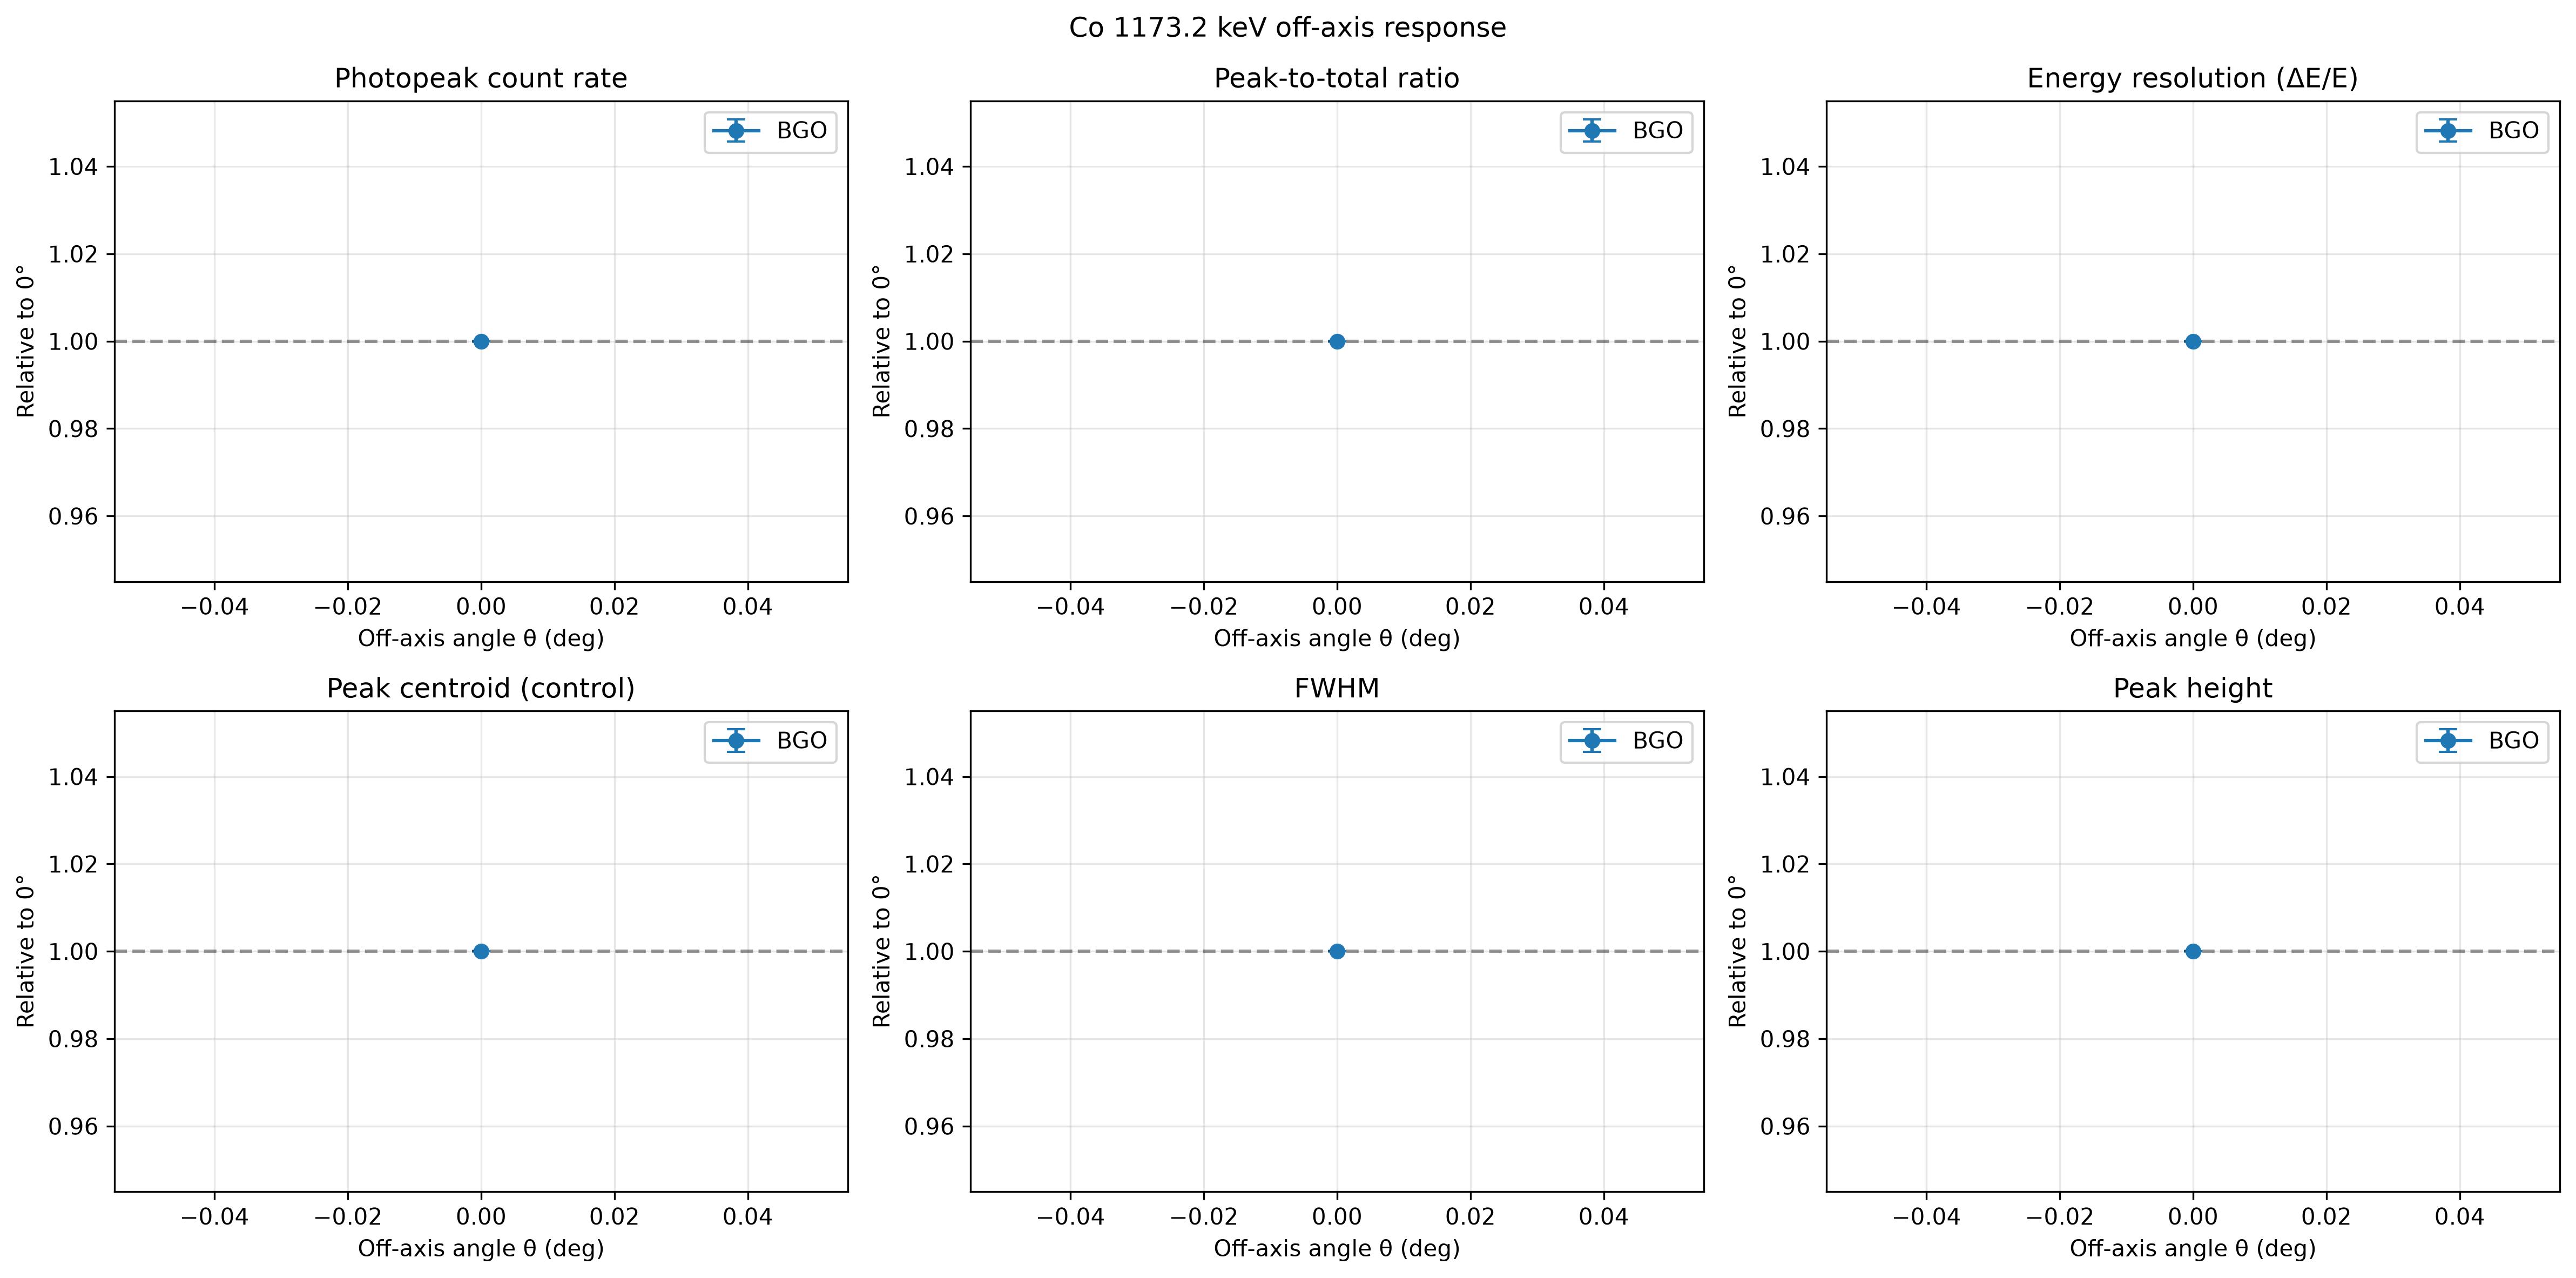 Co 1173.2 keV off-axis response
Photopeak count rate
BGO
1.04
1.02
1.00
0.98
0.96
Relative to 0°
−0.04 −0.02 0.00 0.02 0.04
Off-axis angle θ (deg)
Peak-to-total ratio
BGO
1.04
1.02
1.00
0.98
0.96
Relative to 0°
−0.04 −0.02 0.00 0.02 0.04
Off-axis angle θ (deg)
Energy resolution (ΔE/E)
BGO
1.04
1.02
1.00
0.98
0.96
Relative to 0°
−0.04 −0.02 0.00 0.02 0.04
Off-axis angle θ (deg)
Peak centroid (control)
BGO
1.04
1.02
1.00
0.98
0.96
Relative to 0°
−0.04 −0.02 0.00 0.02 0.04
Off-axis angle θ (deg)
FWHM
BGO
1.04
1.02
1.00
0.98
0.96
Relative to 0°
−0.04 −0.02 0.00 0.02 0.04
Off-axis angle θ (deg)
Peak height
BGO
1.04
1.02
1.00
0.98
0.96
Relative to 0°
−0.04 −0.02 0.00 0.02 0.04
Off-axis angle θ (deg)